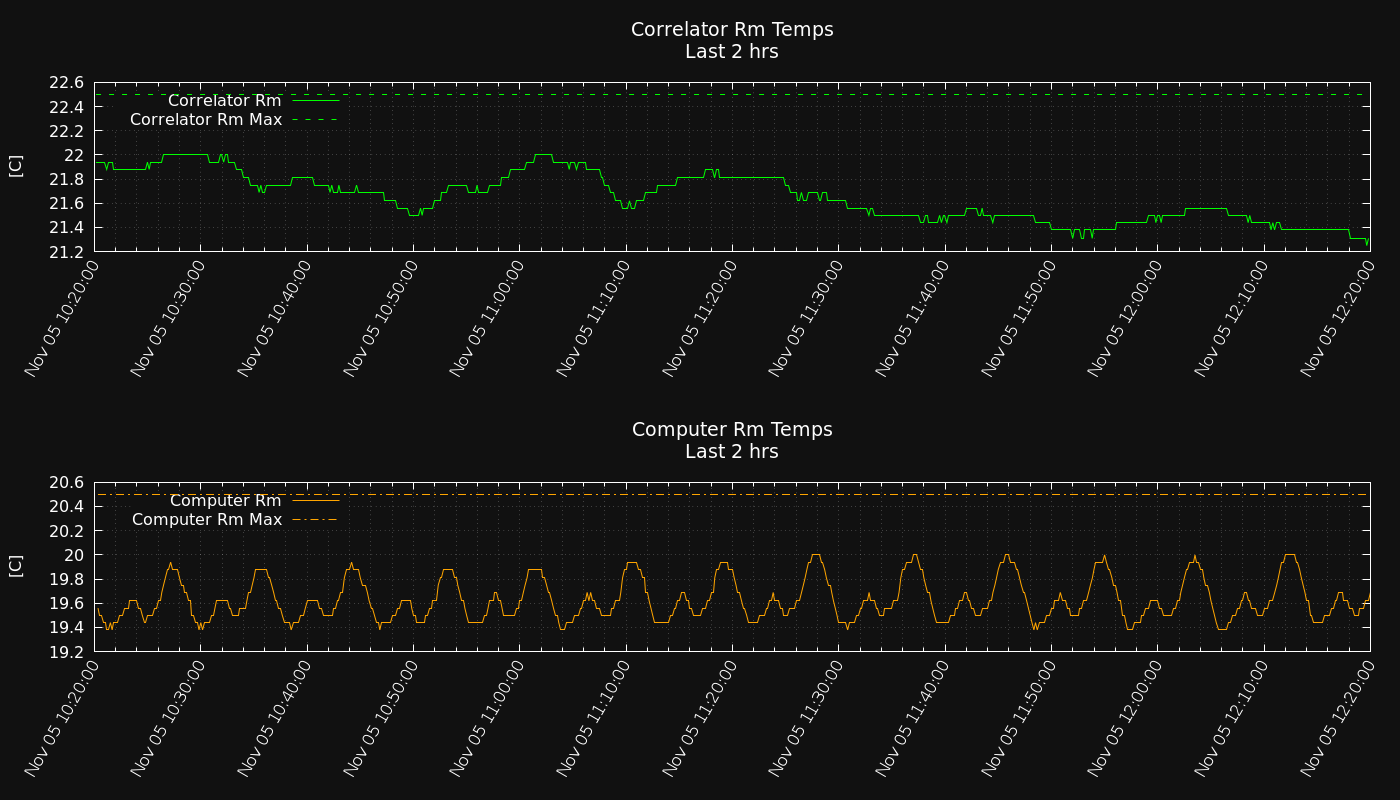 Correlator Rm Temps
Last 2 hrs
22.6
22.4
22.2
22
21.8
21.6
21.4
21.2
[C]
Correlator Rm
Correlator Rm Max
Nov 05 10:20:00
Nov 05 10:30:00
Nov 05 10:40:00
Nov 05 10:50:00
Nov 05 11:00:00
Nov 05 11:10:00
Nov 05 11:20:00
Nov 05 11:30:00
Nov 05 11:40:00
Nov 05 11:50:00
Nov 05 12:00:00
Nov 05 12:10:00
Nov 05 12:20:00
Computer Rm Temps
Last 2 hrs
20.6
20.4
20.2
20
19.8
19.6
19.4
19.2
[C]
Computer Rm
Computer Rm Max
Nov 05 10:20:00
Nov 05 10:30:00
Nov 05 10:40:00
Nov 05 10:50:00
Nov 05 11:00:00
Nov 05 11:10:00
Nov 05 11:20:00
Nov 05 11:30:00
Nov 05 11:40:00
Nov 05 11:50:00
Nov 05 12:00:00
Nov 05 12:10:00
Nov 05 12:20:00